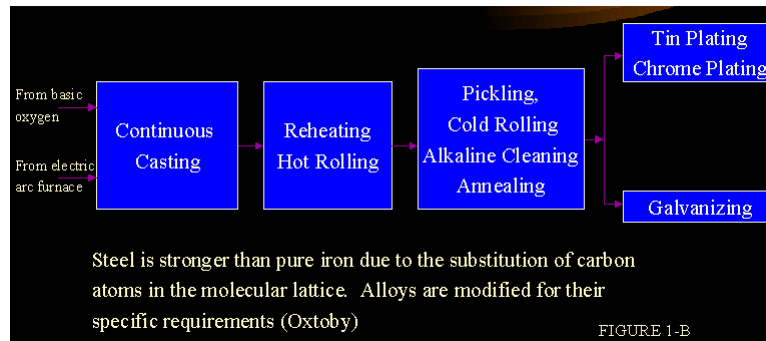 From basic
oxygen
From electric
arc furnace
Continuous
Casting
Reheating
Hot Rolling
Pickling,
Cold Rolling
Alkaline Cleaning
Annealing
Tin Plating
Chrome Plating
Galvanizing
Steel is stronger than pure iron due to the substitution of carbon
atoms in the molecular lattice.  Alloys are modified for their
specific requirements (Oxtoby)
FIGURE 1-B